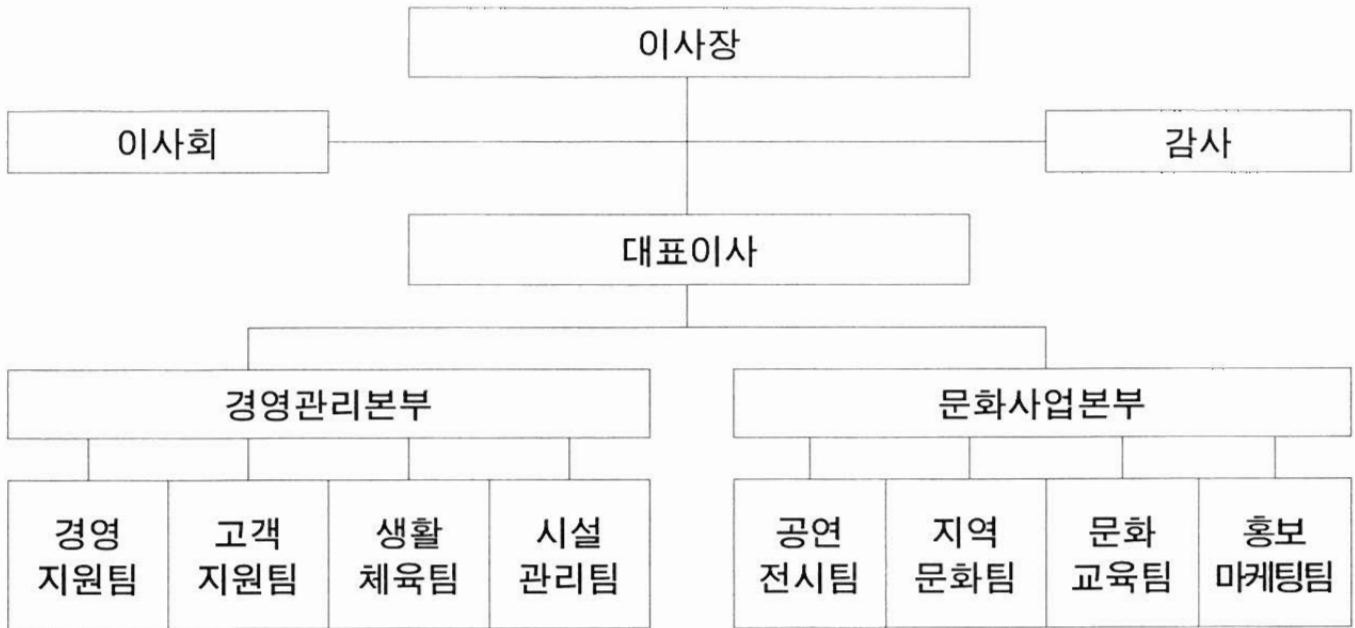 이사장
이사회
감사
대표이사
경영관리본부
문화사업본부
경영
지원팀
고객
지원팀
생활
체육팀
시설
관리팀
공연
전시팀
지역
문화팀
문화
교육팀
홍보
마케팅팀